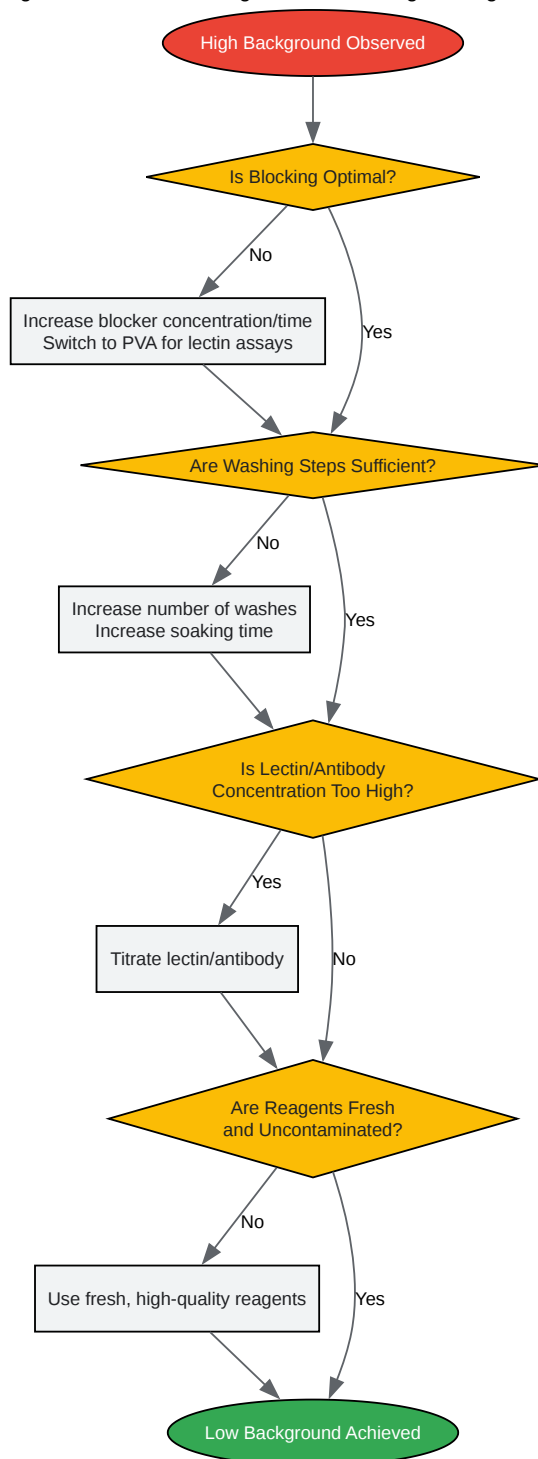 High Background Observed
Is Blocking Optimal?
No
Increase blocker concentration/time
Switch to PVA for lectin assays
Yes
Are Washing Steps Sufficient?
No
Increase number of washes
Increase soaking time
Yes
Is Lectin/Antibody
Concentration Too High?
Yes
Titrate lectin/antibody
No
Are Reagents Fresh
and Uncontaminated?
No
Use fresh, high-quality reagents
Yes
Low Background Achieved